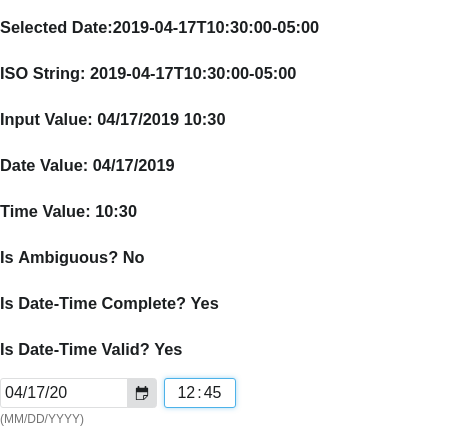 Selected Date:2019-04-17T10:30:00-05:00
ISO String: 2019-04-17T10:30:00-05:00
Input Value: 04/17/2019 10:30
Date Value: 04/17/2019
Time Value: 10:30
Is Ambiguous? No
Is Date-Time Complete? Yes
Is Date-Time Valid? Yes
04/17/20 12:45
(MM/DD/YYYY)